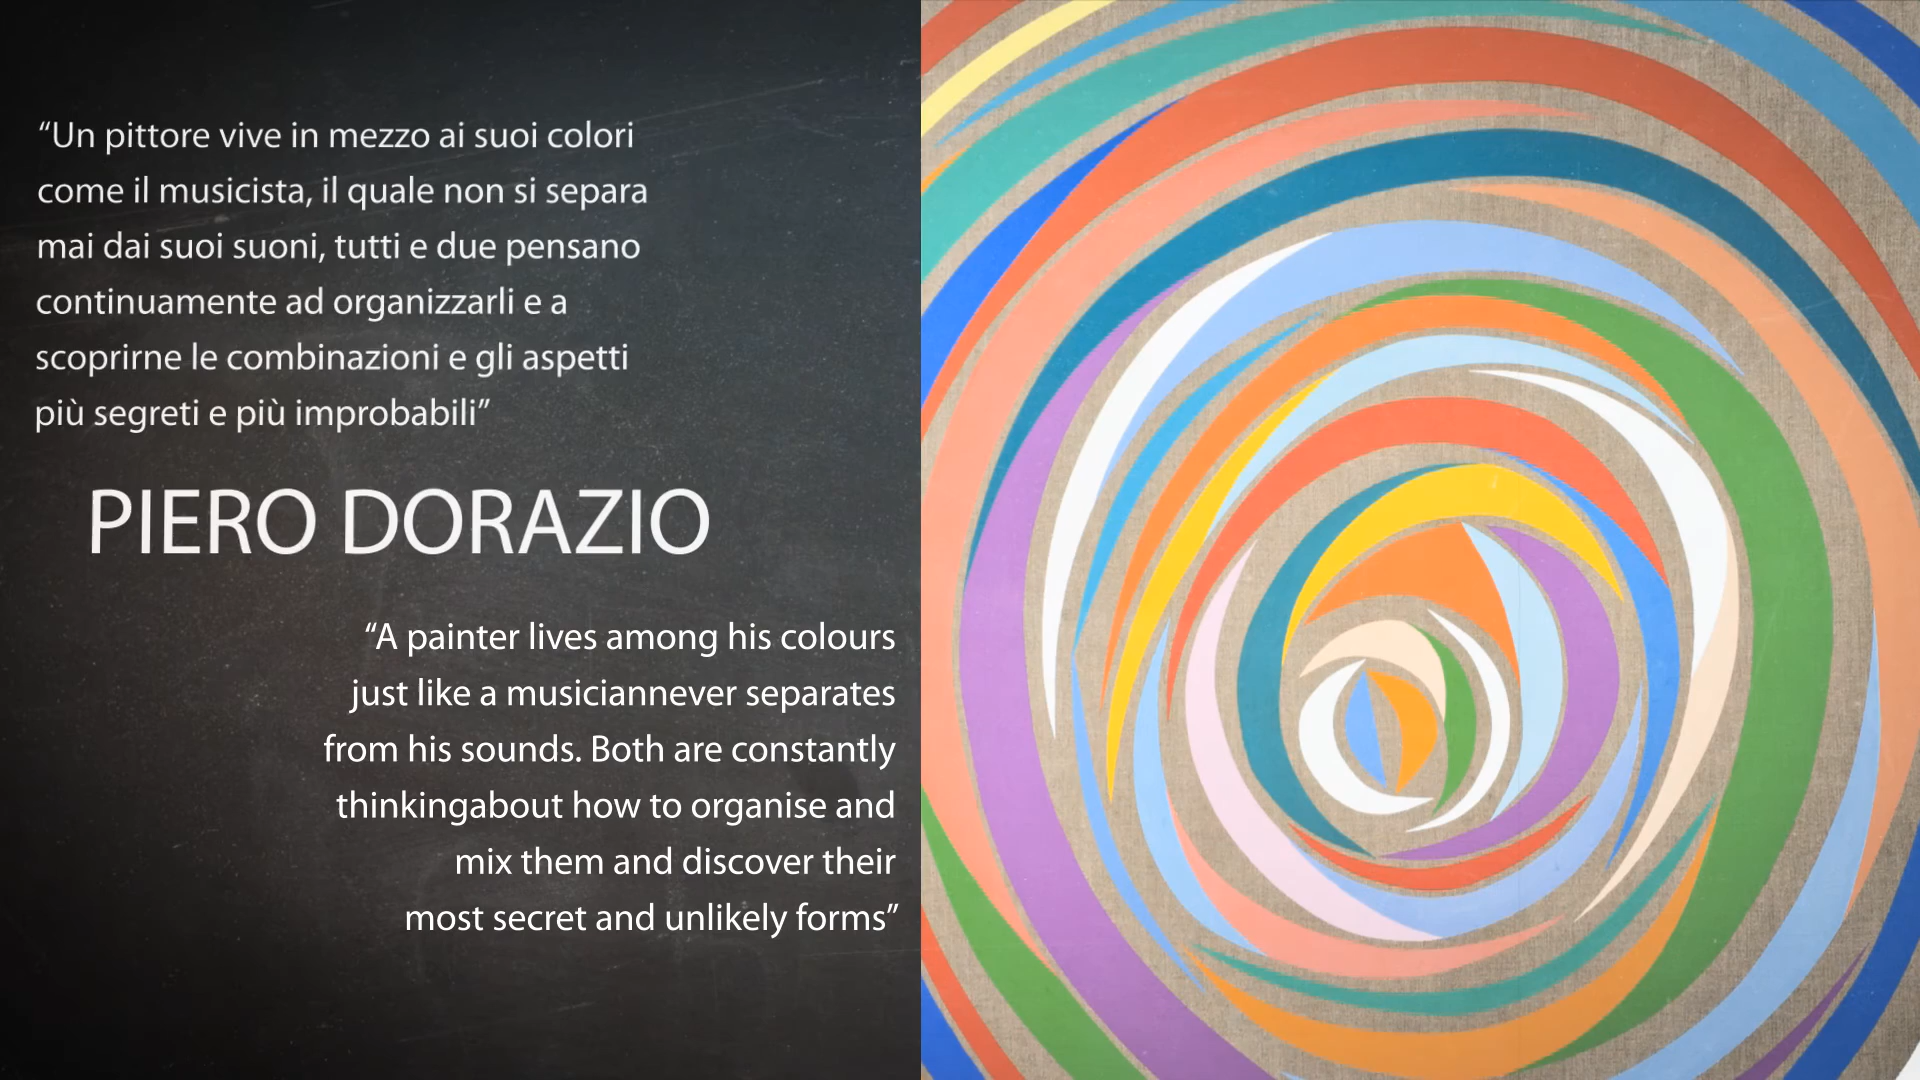 “Un pittore vive in mezzo ai suoi colori
come il musicista, il quale non si separa
mai dai suoi suoni, tutti e due pensano
continuamente ad organizzarli e a
scoprirne le combinazioni e gli aspetti
più segreti e più improbabili”
PIERO DORAZIO
“A painter lives among his colours
just like a musiciannever separates
from his sounds. Both are constantly
thinkingabout how to organise and
mix them and discover their
most secret and unlikely forms”